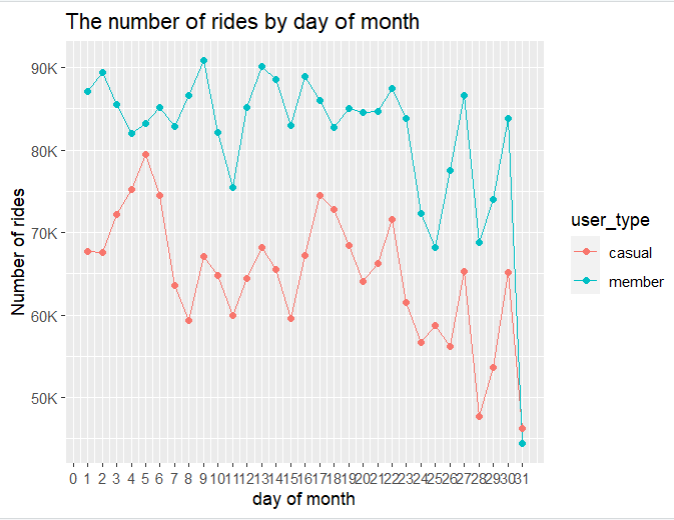 The number of rides by day of month
90K
80K
70K
60K
50K
Number of rides
0 1 2 3 4 5 6 7 8 9 10 11 12 13 14 15 16 17 18 19 20 21 22 23 24 25 26 27 28 29 30 31
day of month
user_type
casual
member